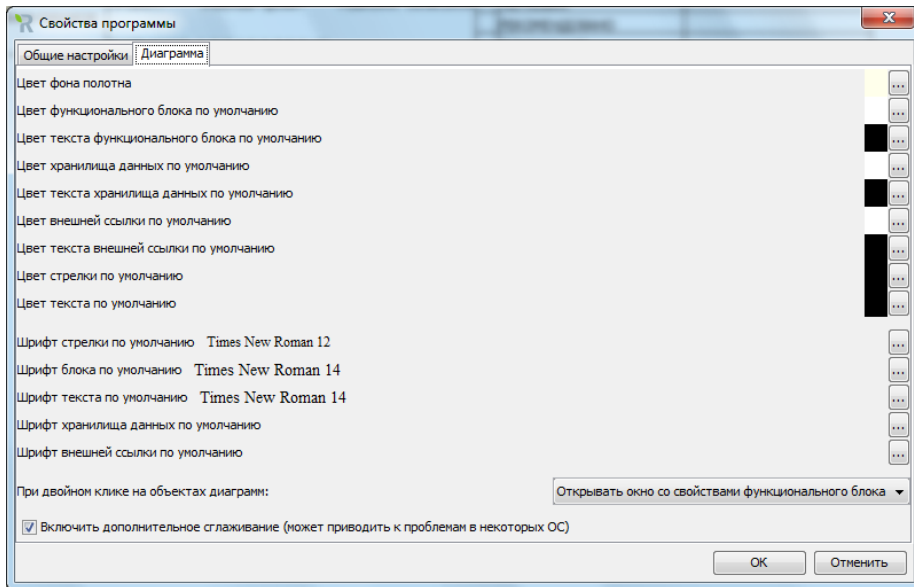 Свойства программы
Общие настройки Диаграмма
Цвет фона полотна ...
Цвет функционального блока по умолчанию ...
Цвет текста функционального блока по умолчанию ...
Цвет хранилища данных по умолчанию ...
Цвет текста хранилища данных по умолчанию ...
Цвет внешней ссылки по умолчанию ...
Цвет текста внешней ссылки по умолчанию ...
Цвет стрелки по умолчанию ...
Цвет текста по умолчанию ...
Шрифт стрелки по умолчанию Times New Roman 12 ...
Шрифт блока по умолчанию Times New Roman 14 ...
Шрифт текста по умолчанию Times New Roman 14 ...
Шрифт хранилища данных по умолчанию ...
Шрифт внешней ссылки по умолчанию ...
При двойном клике на объектах диаграмм: Открывать окно со свойствами функционального блока
Включить дополнительное сглаживание (может приводить к проблемам в некоторых ОС)
OK Отменить